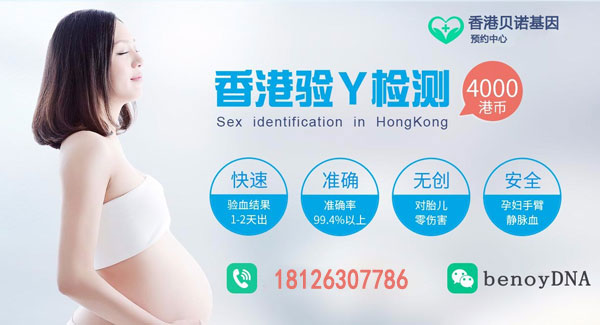 香港贝诺基因
预约中心
香港验Y检测
4000
港币
Sex identification in HongKong
快速
验血结果
1-2天出
准确
准确率
99.4%以上
无创
对胎儿
零伤害
安全
孕妇手臂
静脉血
18126307786
benoyDNA